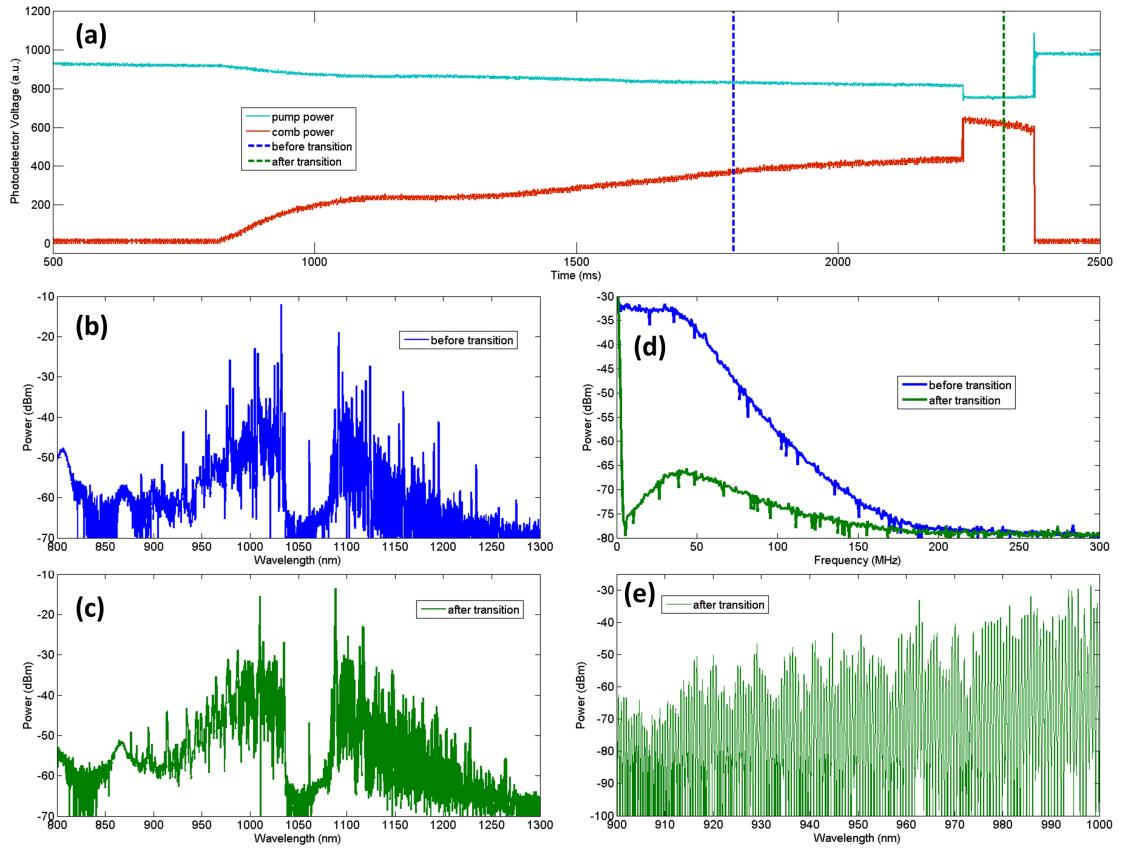 (a)
Photodetector Voltage (a.u.)
1200
1000
800
600
400
200
0
pump power
comb power
before transition
after transition
500 1000 1500 2000 2500
Time (ms)
(b)
Power (dBm)
-10
-20
-30
-40
-50
-60
-70
before transition
800 850 900 950 1000 1050 1100 1150 1200 1250 1300
Wavelength (nm)
(d)
Power (dBm)
-30
-35
-40
-45
-50
-55
-60
-65
-70
-75
-80
before transition
after transition
0 50 100 150 200 250 300
Frequency (MHz)
(c)
Power (dBm)
-10
-20
-30
-40
-50
-60
-70
after transition
800 850 900 950 1000 1050 1100 1150 1200 1250 1300
Wavelength (nm)
(e)
Power (dBm)
-30
-40
-50
-60
-70
-80
-90
-100
after transition
900 910 920 930 940 950 960 970 980 990 1000
Wavelength (nm)